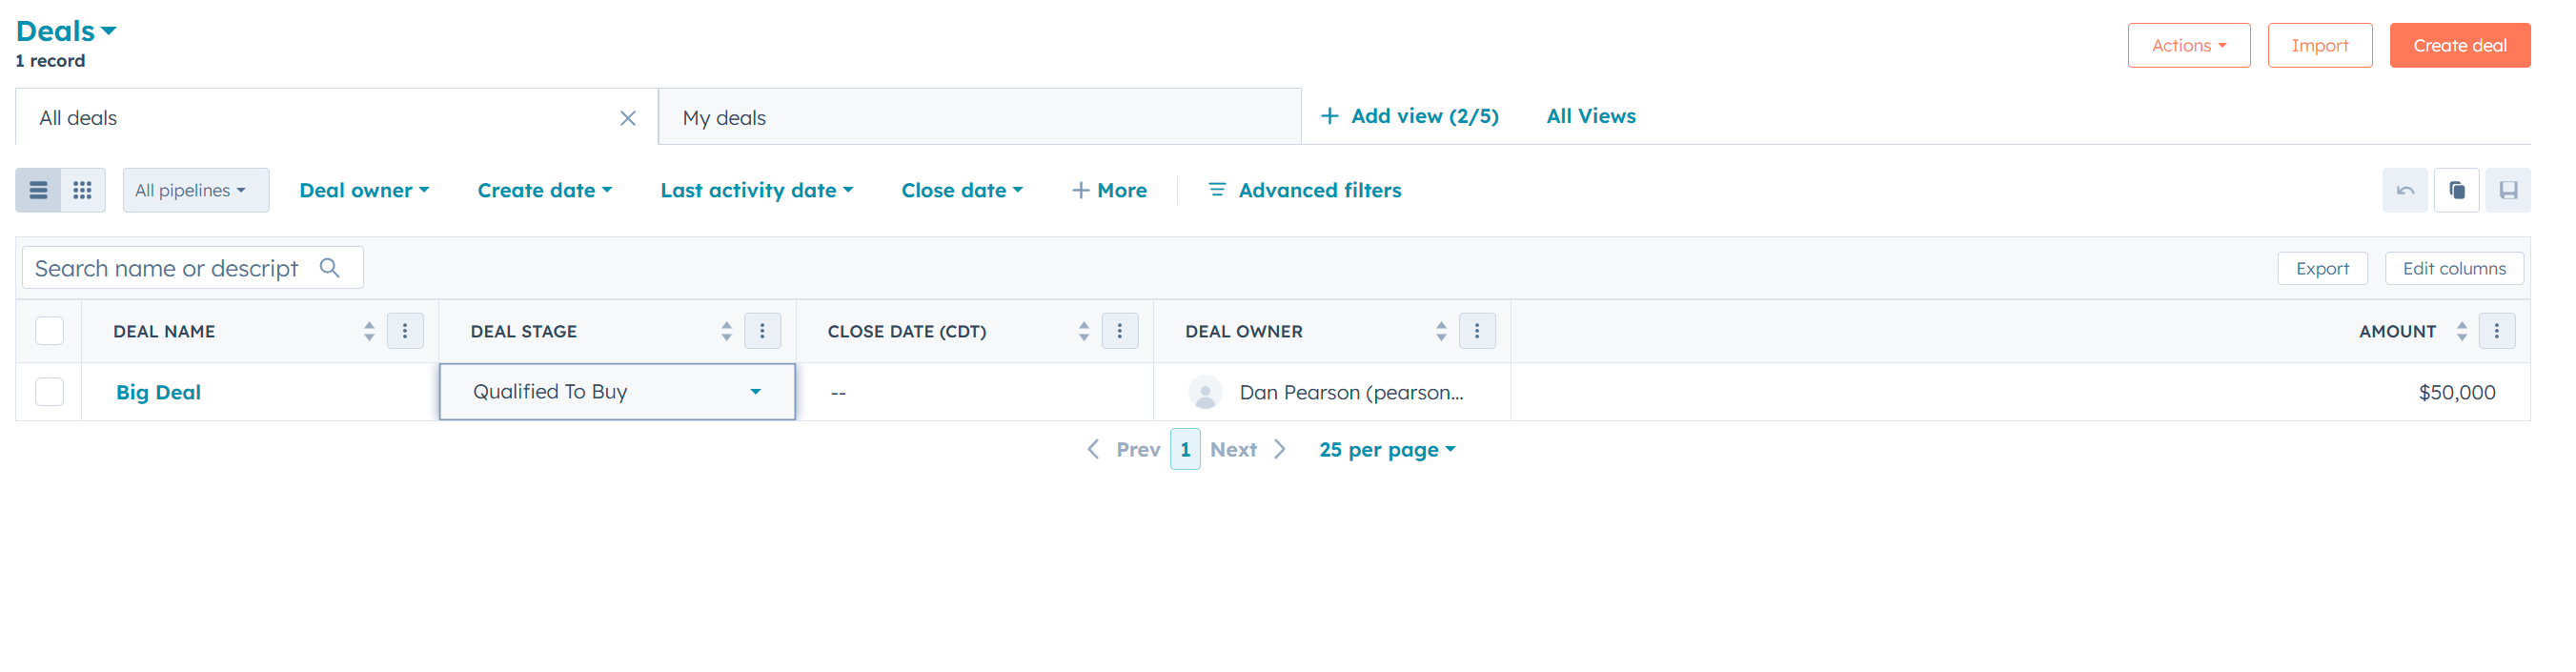 Deals
1 record
Actions
Import
Create deal
All deals
My deals
Add view (2/5)
All Views
All pipelines
Deal owner
Create date
Last activity date
Close date
More
Advanced filters
Search name or descript
Export
Edit columns
DEAL NAME
DEAL STAGE
CLOSE DATE (CDT)
DEAL OWNER
AMOUNT
Big Deal
Qualified To Buy
--
Dan Pearson (pearson...
$50,000
Prev
1
Next
25 per page